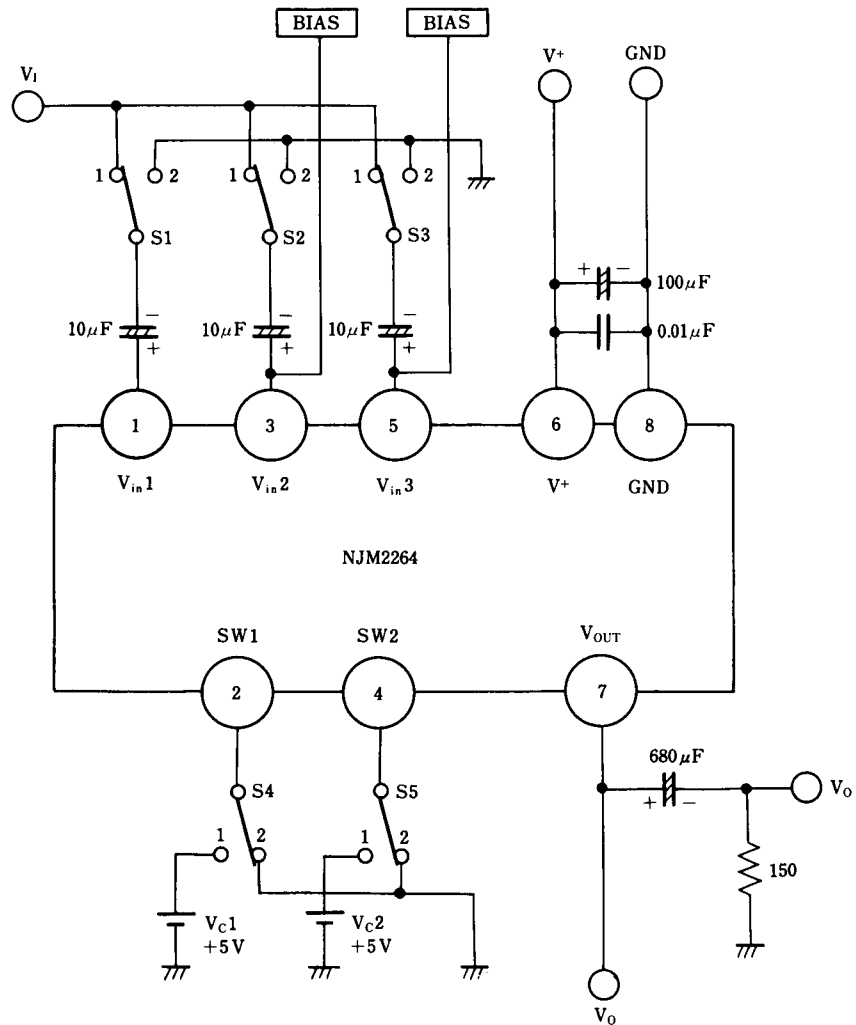 BIAS BIAS
V+ GND
VI
1 2 1 2 1 2
S1 S2 S3
+ − 100μF
10μF − + 10μF − + 10μF − + 0.01μF
1 3 5 6 8
Vin1 Vin2 Vin3 V+ GND
NJM2264
SW1 SW2 VOUT
2 4 7
680μF
S4 S5 + − VO
1 2 1 2
150
VC1 VC2
+5V +5V
VO